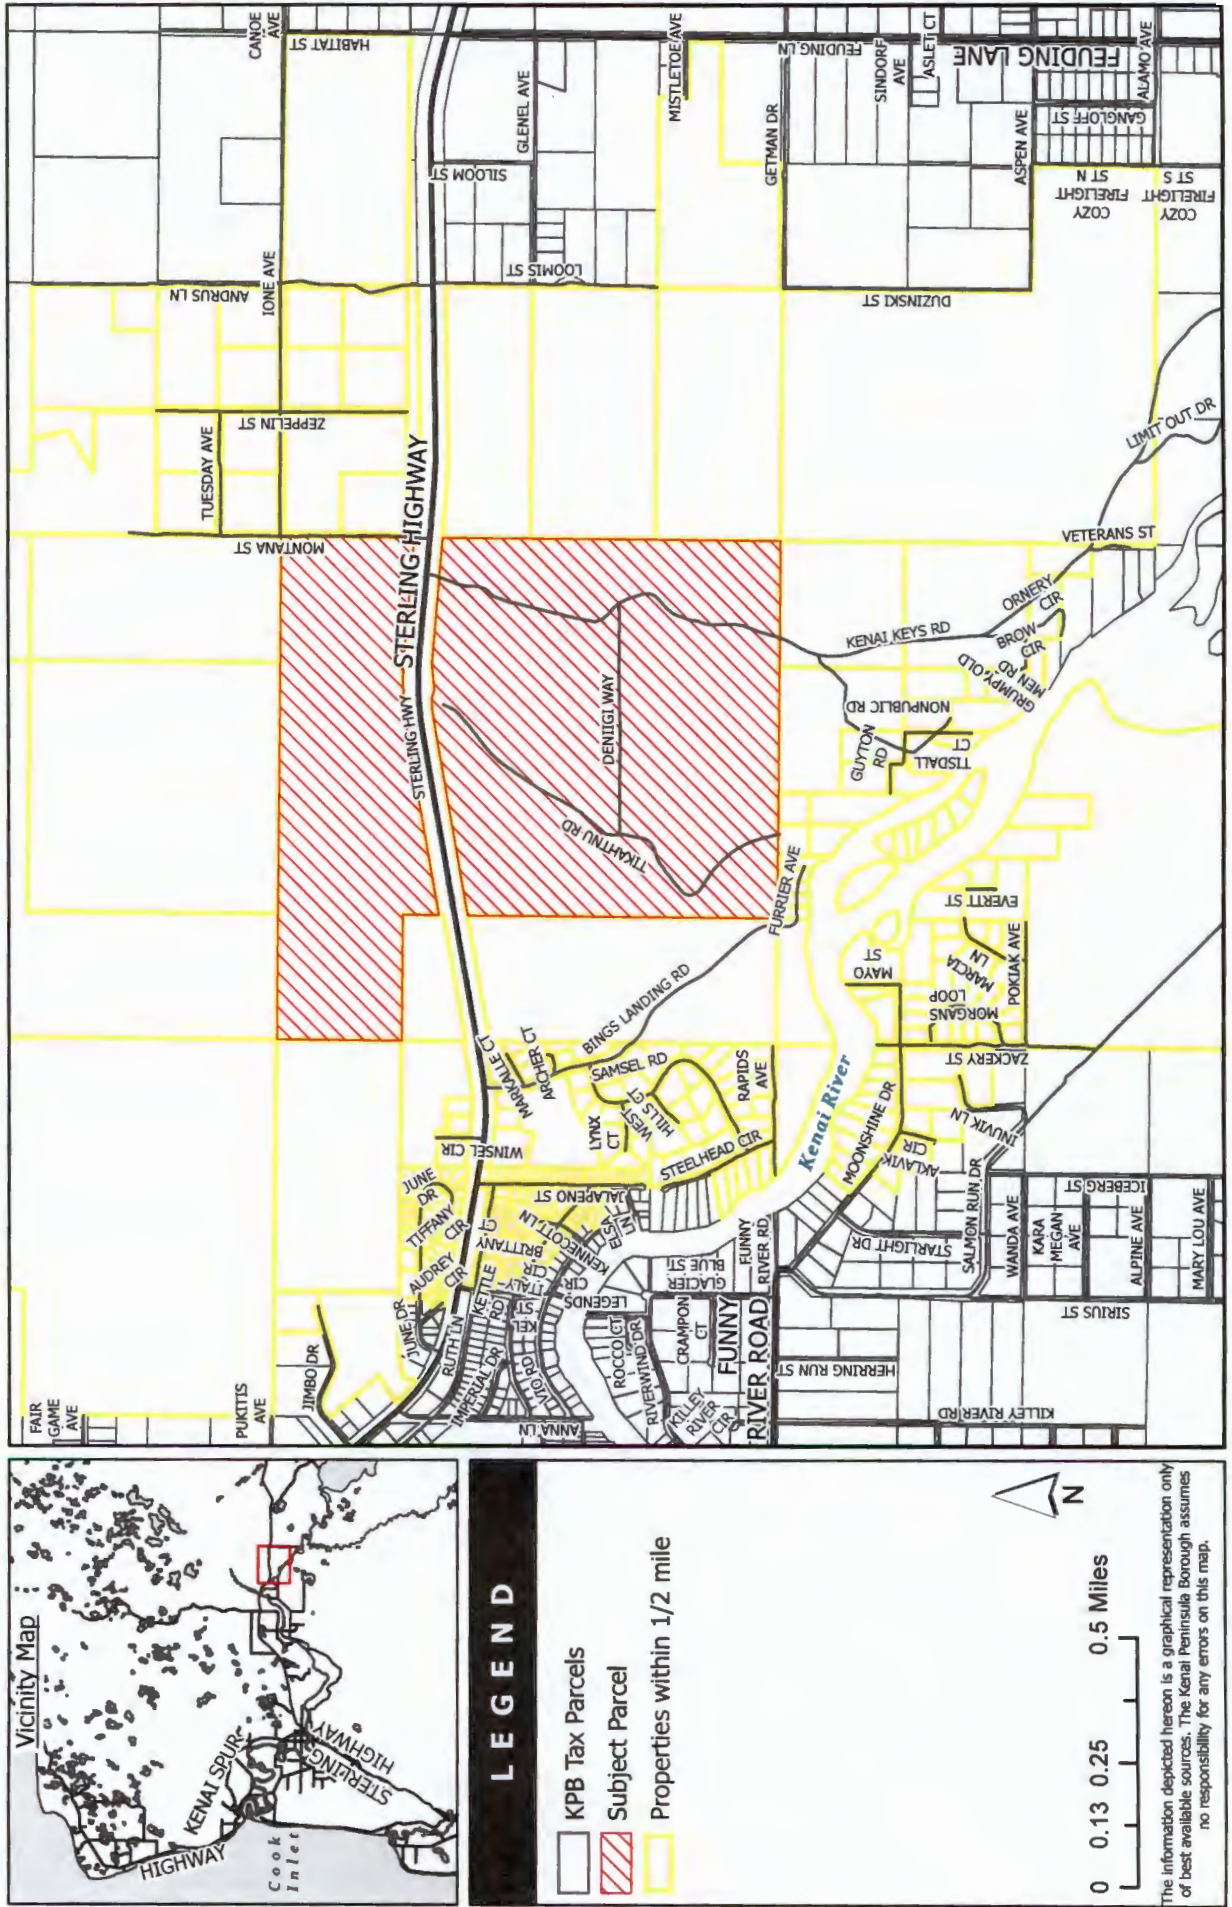 Vicinity Map
KENAI SPUR
HIGHWAY
STERLING
HIGHWAY
Cook
Inlet
LEGEND
KPB Tax Parcels
Subject Parcel
Properties within 1/2 mile
0 0.13 0.25 0.5 Miles
N
The information depicted hereon is a graphical representation only
of best available sources. The Kenai Peninsula Borough assumes
no responsibility for any errors on this map.
FAIR
GAME
AVE
PUKITIS
AVE
JIMBO DR
JUNE DR
AUDREY
CIR
TIFFANY
CIR
JUNE
DR
WINSEL CIR
RUTH LN
KETTLE
RD
IMPERIAL DR
BRITTANY
CT
ITALY
CIR
KEL
ST
VIO RD
ANNA LN
KENNECOTT LN
CIR
LEGENDS
ELSA
LN
JALAPENO ST
ROCCO CT
RIVERWIND DR
CRAMPON
CT
KILLEY
RIVER
CIR
GLACIER
BLUE ST
FUNNY
RIVER RD
FUNNY
RIVER ROAD
HERRING RUN ST
KILLEY RIVER RD
SIRIUS ST
MARY LOU AVE
ALPINE AVE
KARA
MEGAN
AVE
WANDA AVE
ICEBERG ST
SALMON RUN DR
STARLIGHT DR
INUVIK LN
AKLAVIK
CIR
MOONSHINE DR
Kenai River
STEELHEAD CIR
RAPIDS
AVE
LYNX
CT
WEST
HILLS CT
SAMSEL RD
MARKALLE CT
ARCHER CT
BINGS LANDING RD
FURRIER AVE
ZACKERY ST
MORGANS
LOOP
MARCIA
LN
POKIAK AVE
MAYO
ST
EVERTT ST
STERLING HWY
STERLING HIGHWAY
TIKAHTNU RD
DENIIGI WAY
GUYTON
RD
TISDALL
CT
NONPUBLIC RD
KENAI KEYS RD
GRUMPY OLD
MEN RD
BROW
CIR
ORNERY
CIR
VETERANS ST
LIMIT OUT DR
MONTANA ST
TUESDAY AVE
ZEPPELIN ST
ANDRUS LN
IONE AVE
CANOE
AVE
HABITAT ST
SILOOM ST
GLENEL AVE
LOOMIS ST
MISTLETOE AVE
GETMAN DR
FEUDING LN
SINDORF
AVE
ASLET CT
FEUDING LANE
ALAMO AVE
GANGLOFF ST
ASPEN AVE
DUZINSKI ST
COZY
FIRELIGHT
ST N
COZY
FIRELIGHT
ST S